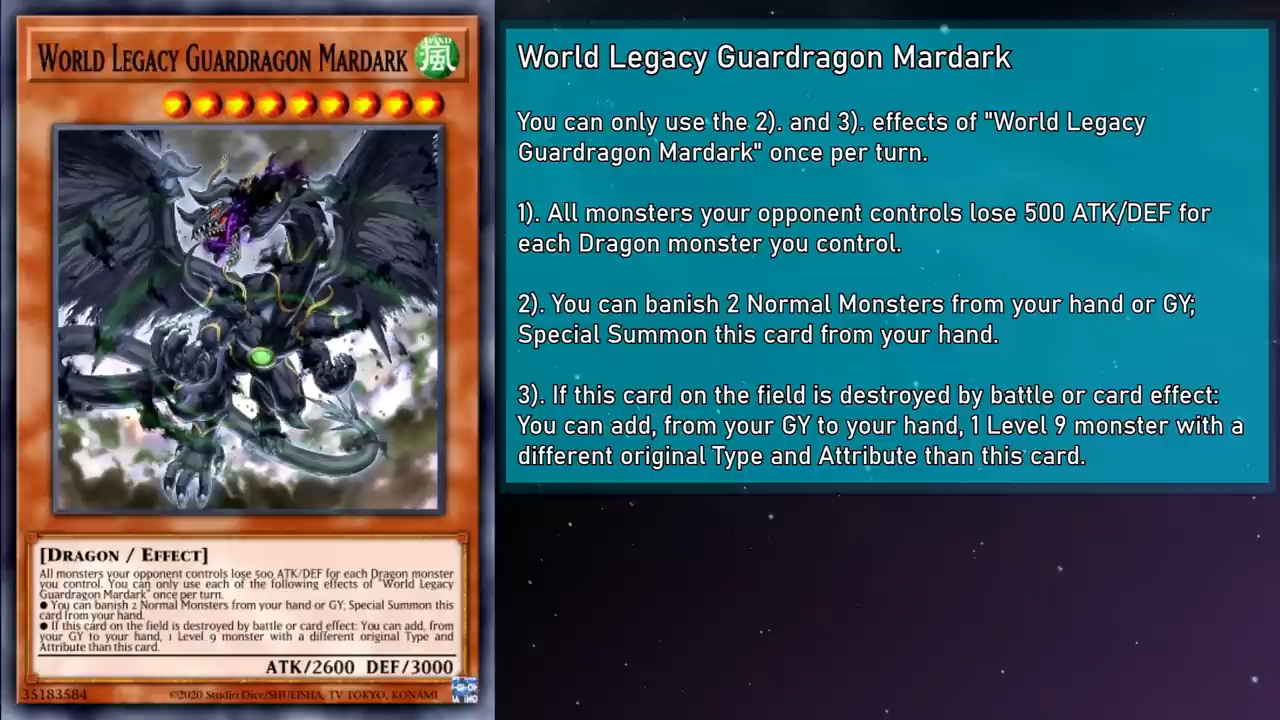 World Legacy Guardragon Mardark
WIND
風
[Dragon / Effect]
All monsters your opponent controls lose 500 ATK/DEF for each Dragon monster
you control. You can only use each of the following effects of "World Legacy
Guardragon Mardark" once per turn.
● You can banish 2 Normal Monsters from your hand or GY; Special Summon this
card from your hand.
● If this card on the field is destroyed by battle or card effect: You can add, from
your GY to your hand, 1 Level 9 monster with a different original Type and
Attribute than this card.
ATK/2600 DEF/3000
35183584
©2020 Studio Dice/SHUEISHA, TV TOKYO, KONAMI
World Legacy Guardragon Mardark
You can only use the 2). and 3). effects of "World Legacy
Guardragon Mardark" once per turn.
1). All monsters your opponent controls lose 500 ATK/DEF for
each Dragon monster you control.
2). You can banish 2 Normal Monsters from your hand or GY;
Special Summon this card from your hand.
3). If this card on the field is destroyed by battle or card effect:
You can add, from your GY to your hand, 1 Level 9 monster with a
different original Type and Attribute than this card.